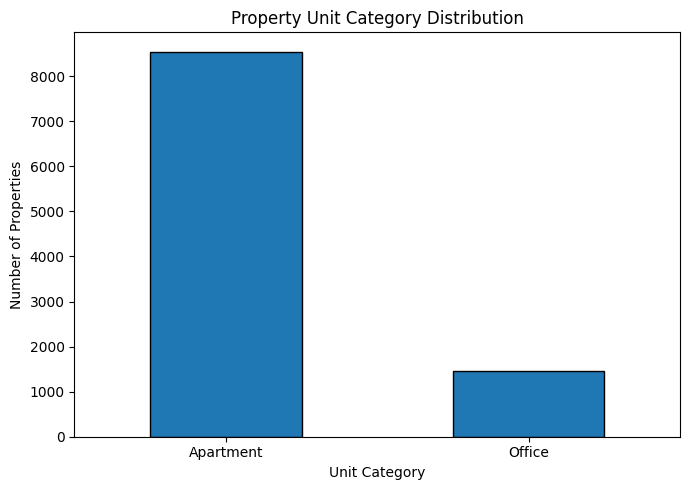 Property Unit Category Distribution
Number of Properties
8000
7000
6000
5000
4000
3000
2000
1000
0
Apartment
Office
Unit Category